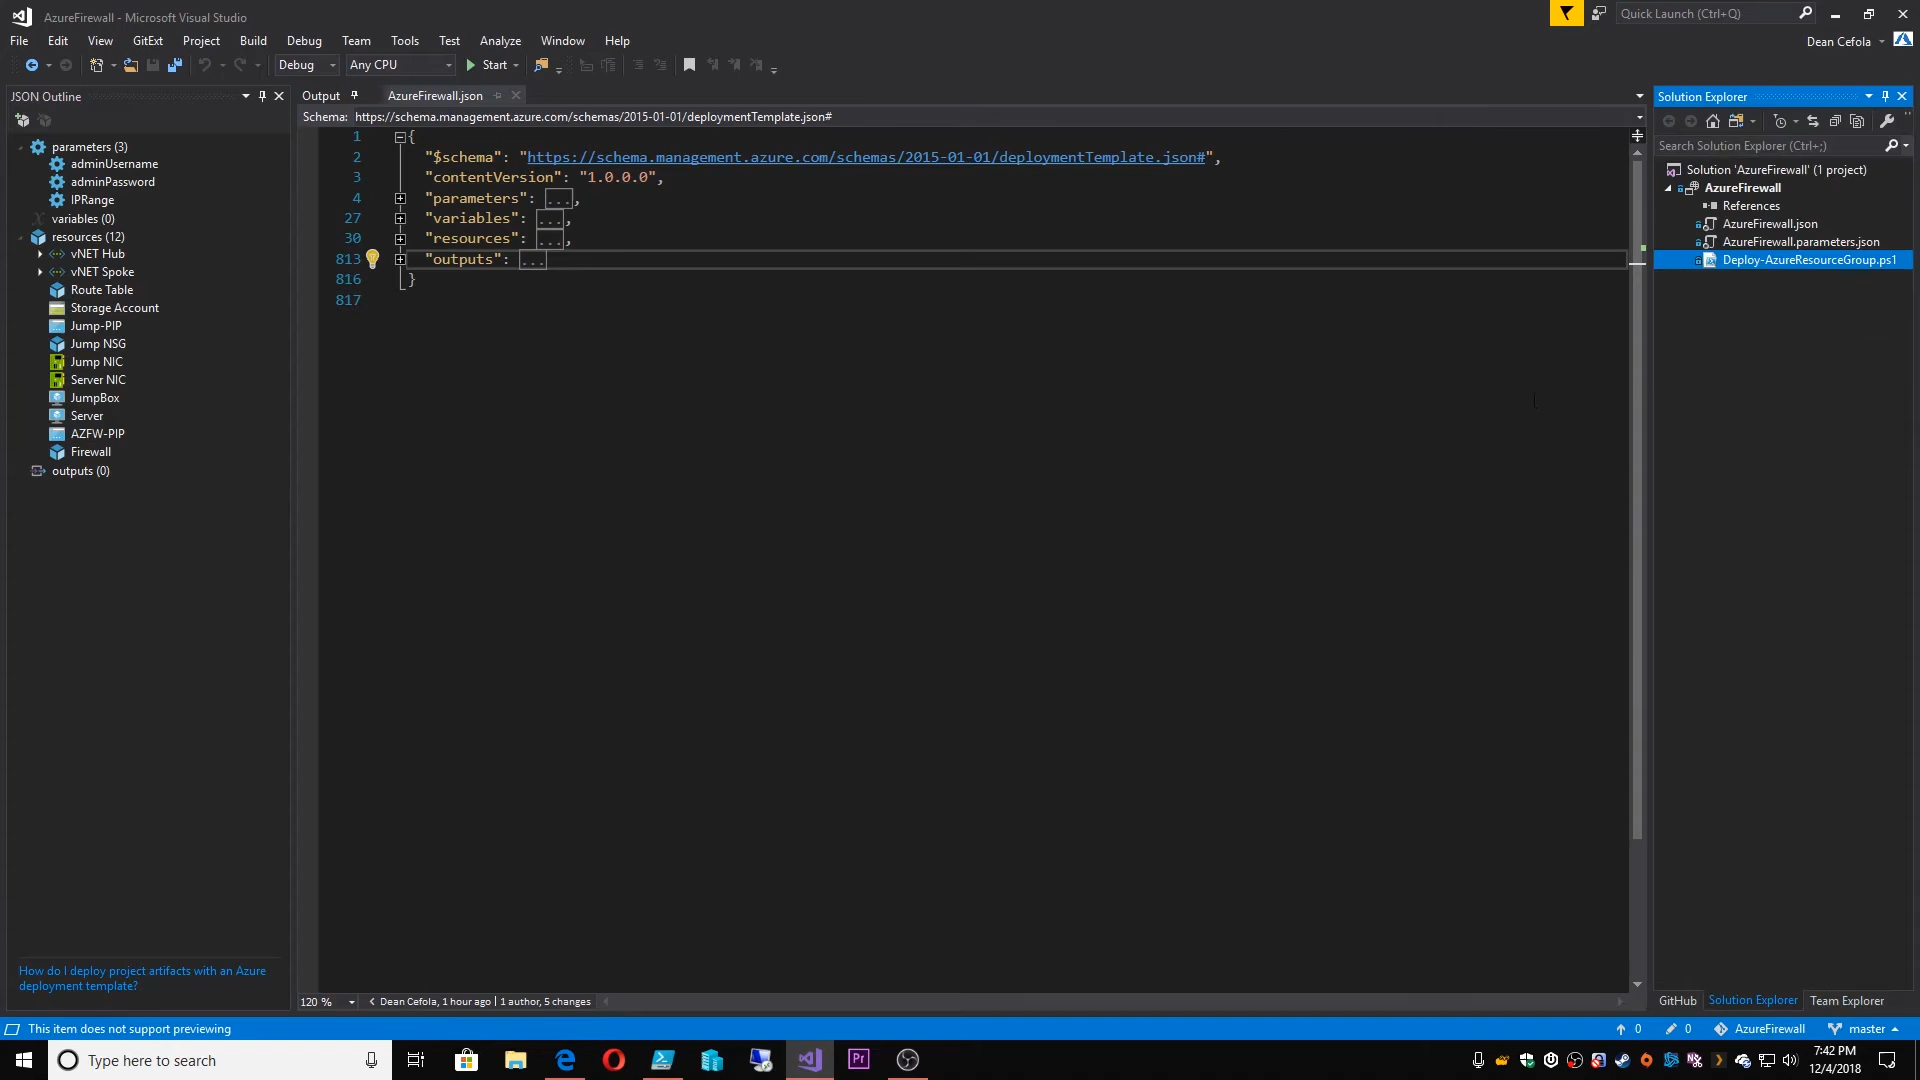 AzureFirewall - Microsoft Visual Studio
Quick Launch (Ctrl+Q)
File Edit View GitExt Project Build Debug Team Tools Test Analyze Window Help
Dean Cefola
Debug Any CPU Start
JSON Outline
parameters (3)
adminUsername
adminPassword
IPRange
variables (0)
resources (12)
vNET Hub
vNET Spoke
Route Table
Storage Account
Jump-PIP
Jump NSG
Jump NIC
Server NIC
JumpBox
Server
AZFW-PIP
Firewall
outputs (0)
How do I deploy project artifacts with an Azure
deployment template?
Output AzureFirewall.json
Schema: https://schema.management.azure.com/schemas/2015-01-01/deploymentTemplate.json#
1 {
2 "$schema": "https://schema.management.azure.com/schemas/2015-01-01/deploymentTemplate.json#",
3 "contentVersion": "1.0.0.0",
4 "parameters": ...,
27 "variables": ...,
30 "resources": ...,
813 "outputs": ...
816 }
817
120 % Dean Cefola, 1 hour ago | 1 author, 5 changes
Solution Explorer
Search Solution Explorer (Ctrl+;)
Solution 'AzureFirewall' (1 project)
AzureFirewall
References
AzureFirewall.json
AzureFirewall.parameters.json
Deploy-AzureResourceGroup.ps1
GitHub Solution Explorer Team Explorer
This item does not support previewing
0 0 AzureFirewall master
Type here to search
Pr
7:42 PM
12/4/2018